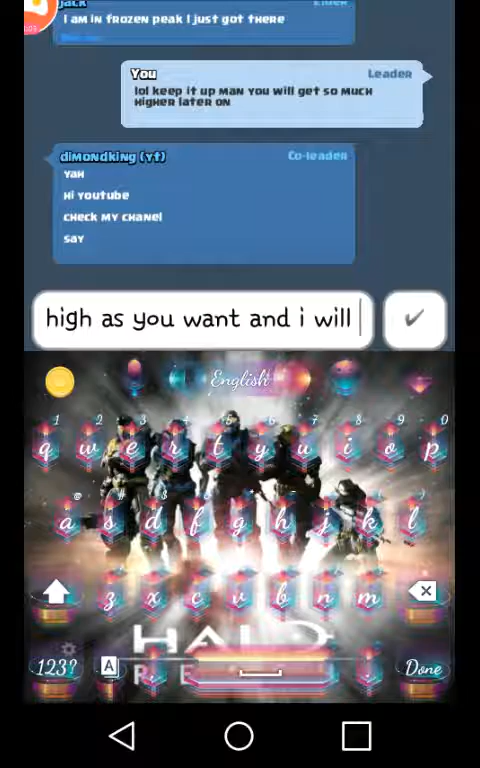 jack Elder
I am in frozen peak I just got there
You Leader
lol keep it up man you will get so much
higher later on
dimondking (yt) Co-leader
yah
Hi youtube
check my chanel
say
high as you want and i will
English
1 2 3 4 5 6 7 8 9 0
q w e r t y u i o p
@ # $
a s d f g h j k l
z x c v b n m
HALO
123? A , . Done
R E